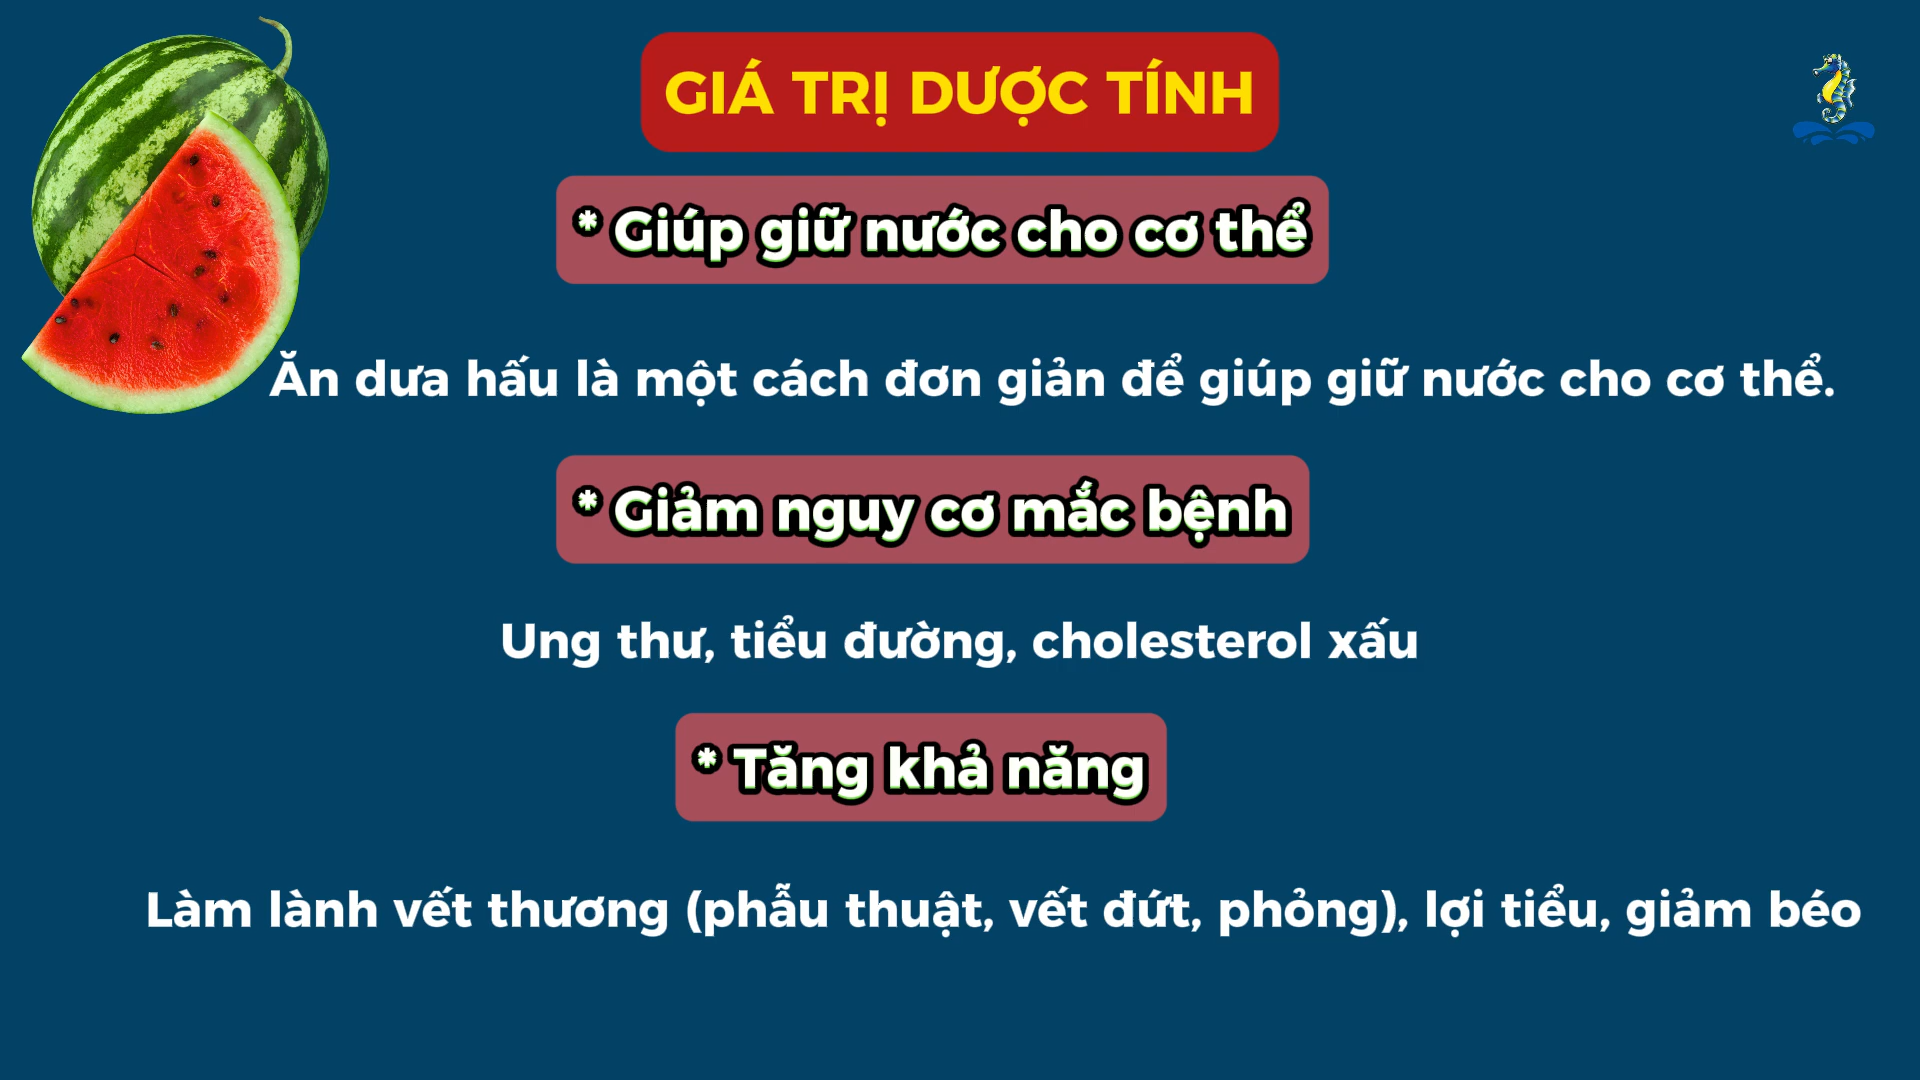 GIÁ TRỊ DƯỢC TÍNH
* Giúp giữ nước cho cơ thể
Ăn dưa hấu là một cách đơn giản để giúp giữ nước cho cơ thể.
* Giảm nguy cơ mắc bệnh
Ung thư, tiểu đường, cholesterol xấu
* Tăng khả năng
Làm lành vết thương (phẫu thuật, vết đứt, phỏng), lợi tiểu, giảm béo